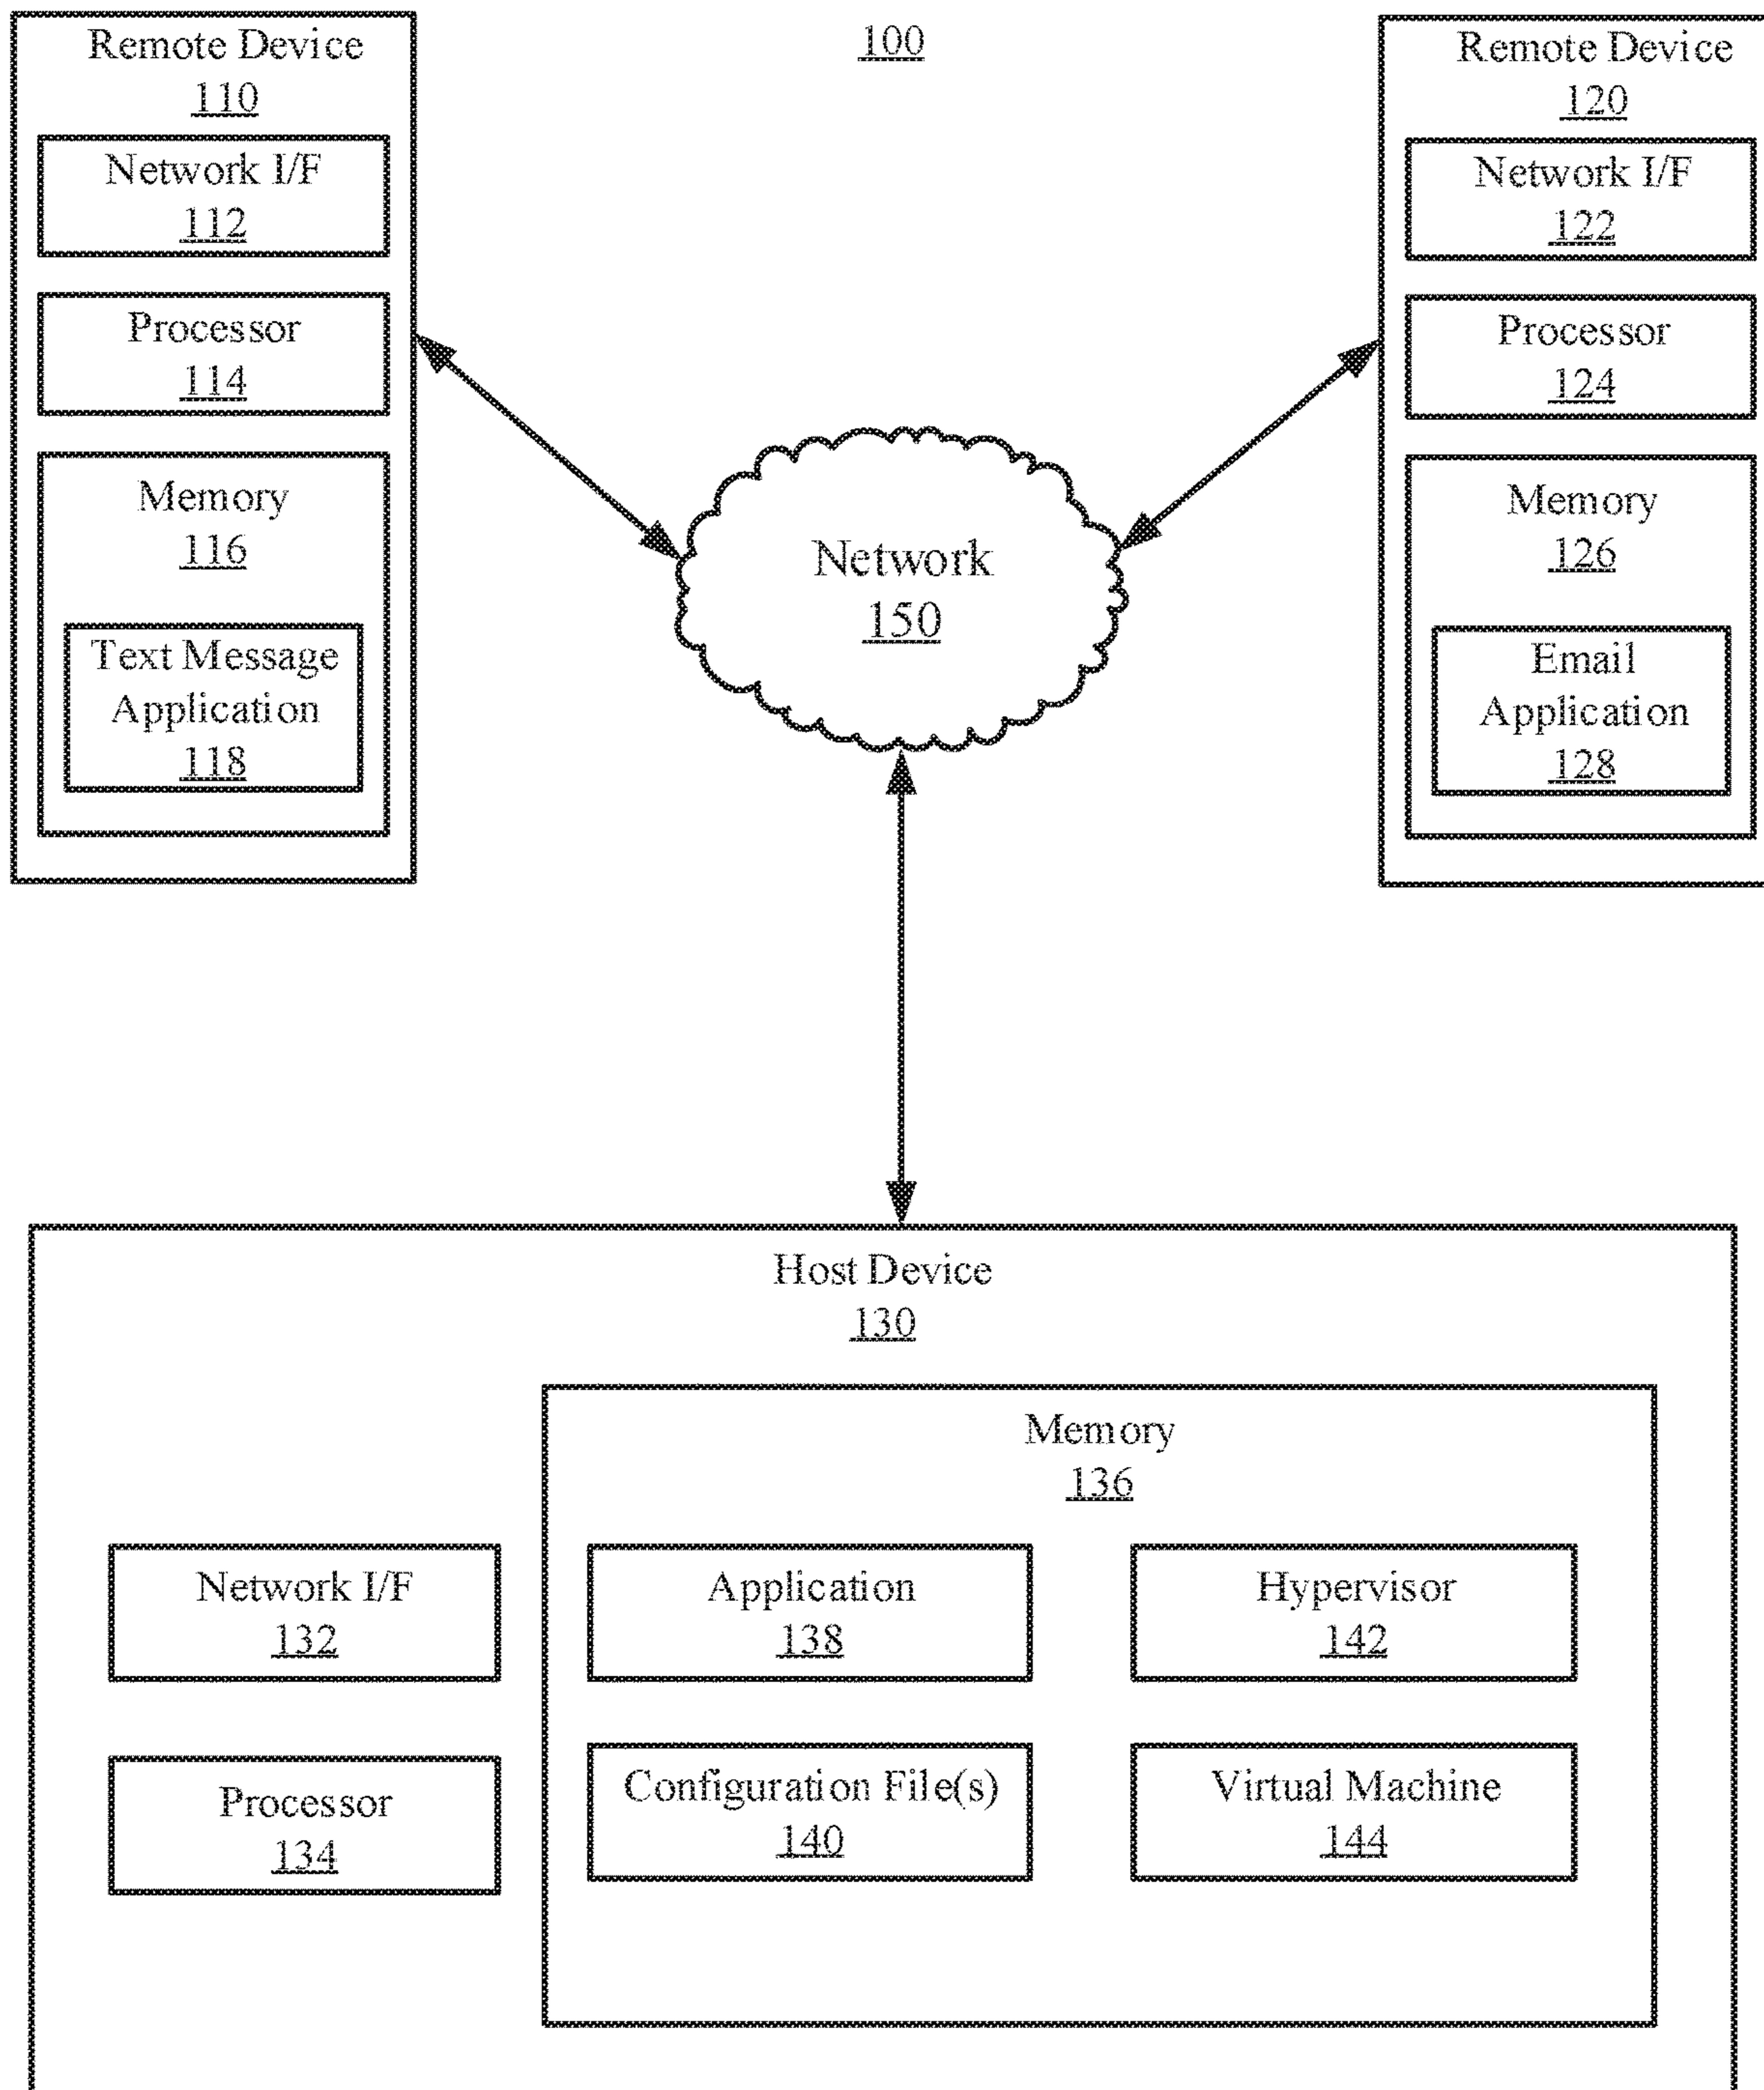 100
Remote Device
110
Network I/F
112
Processor
114
Memory
116
Text Message
Application
118
Remote Device
120
Network I/F
122
Processor
124
Memory
126
Email
Application
128
Network
150
Host Device
130
Network I/F
132
Processor
134
Memory
136
Application
138
Hypervisor
142
Configuration File(s)
140
Virtual Machine
144